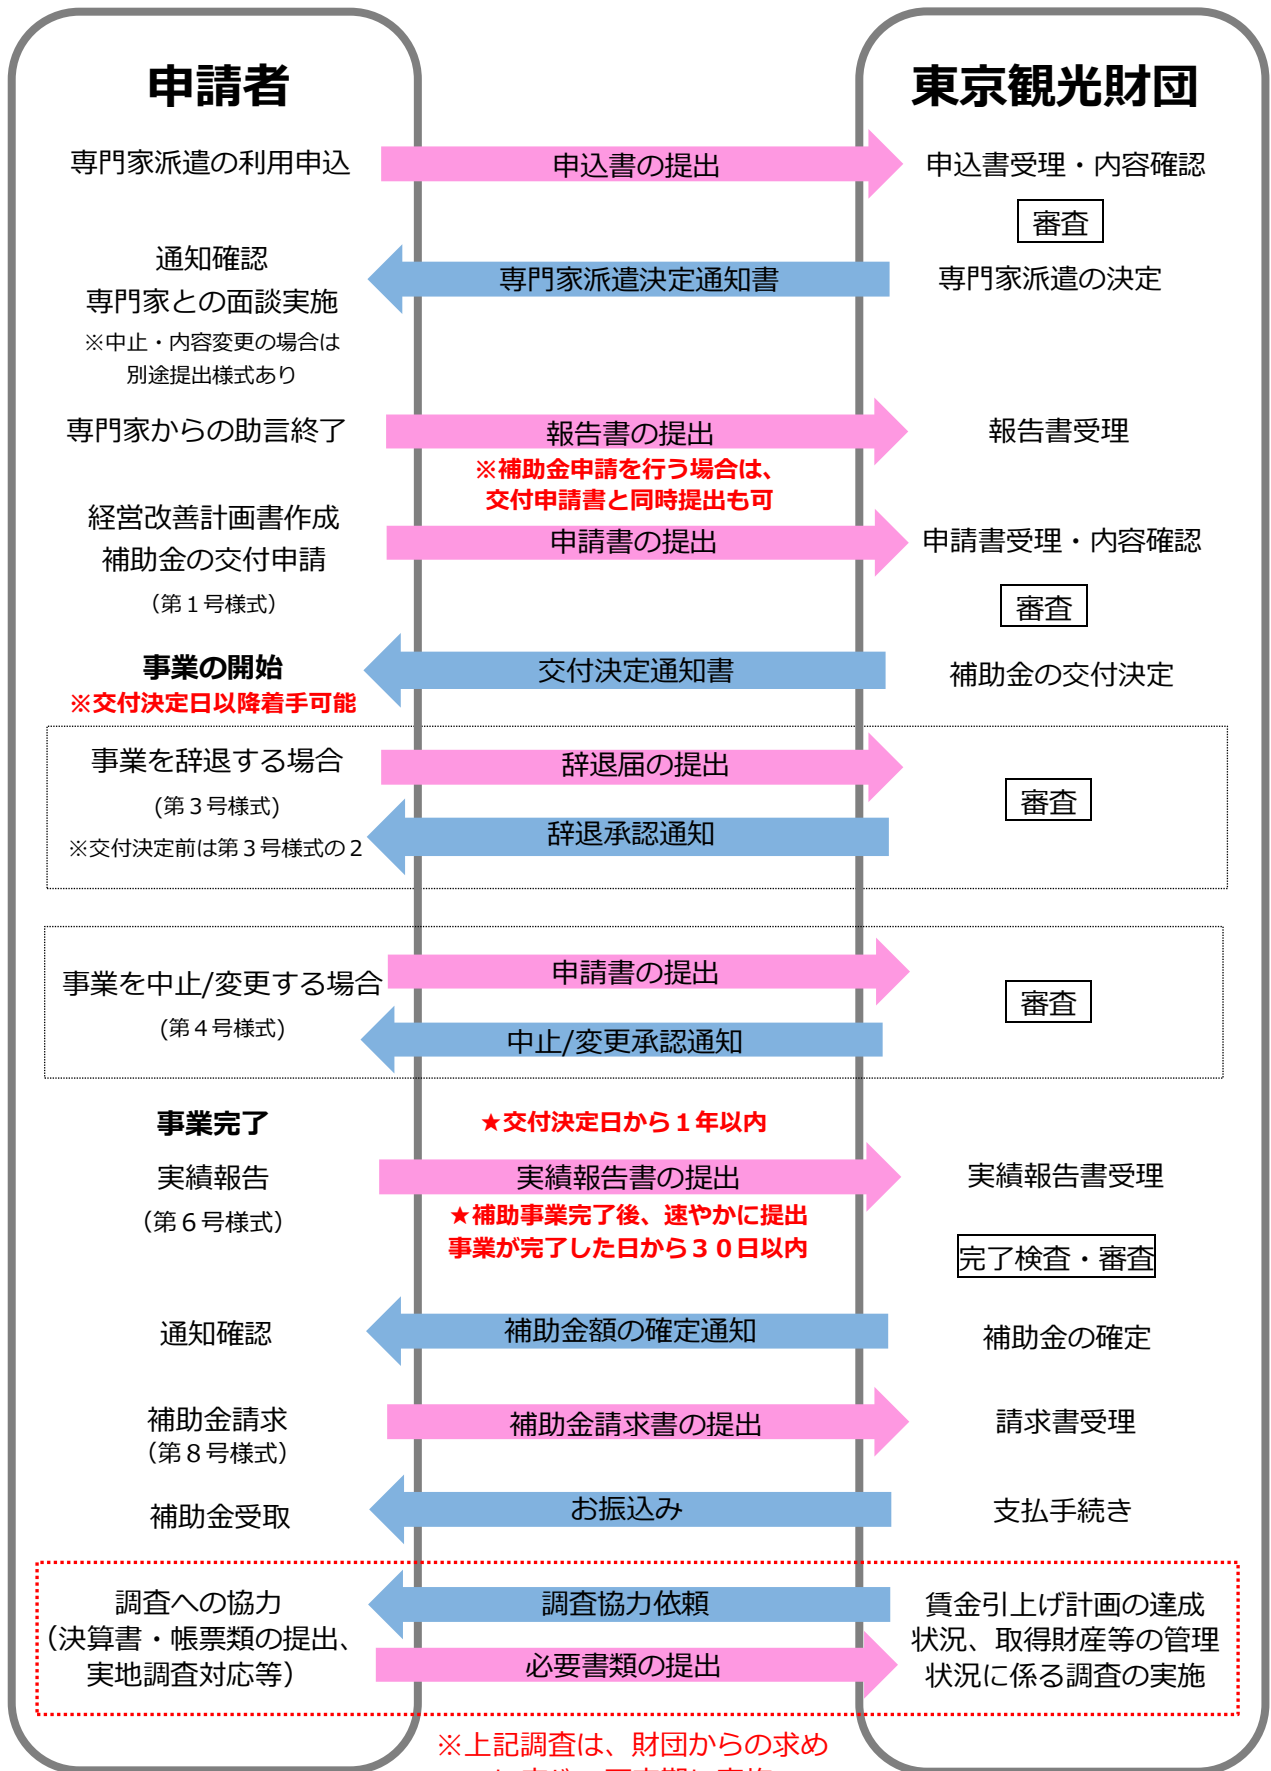 申請者
東京観光財団
専門家派遣の利用申込
申込書の提出
申込書受理・内容確認
審査
通知確認
専門家との面談実施
※中止・内容変更の場合は
別途提出様式あり
専門家派遣決定通知書
専門家派遣の決定
専門家からの助言終了
報告書の提出
報告書受理
※補助金申請を行う場合は、
交付申請書と同時提出も可
経営改善計画書作成
補助金の交付申請
（第１号様式）
申請書の提出
申請書受理・内容確認
審査
事業の開始
※交付決定日以降着手可能
交付決定通知書
補助金の交付決定
事業を辞退する場合
(第３号様式)
※交付決定前は第３号様式の２
辞退届の提出
辞退承認通知
審査
事業を中止/変更する場合
(第４号様式)
申請書の提出
中止/変更承認通知
審査
事業完了
★交付決定日から１年以内
実績報告
（第６号様式）
実績報告書の提出
★補助事業完了後、速やかに提出
事業が完了した日から３０日以内
実績報告書受理
完了検査・審査
通知確認
補助金額の確定通知
補助金の確定
補助金請求
（第８号様式）
補助金請求書の提出
請求書受理
補助金受取
お振込み
支払手続き
調査への協力
（決算書・帳票類の提出、
実地調査対応等）
調査協力依頼
必要書類の提出
賃金引上げ計画の達成
状況、取得財産等の管理
状況に係る調査の実施
※上記調査は、財団からの求め